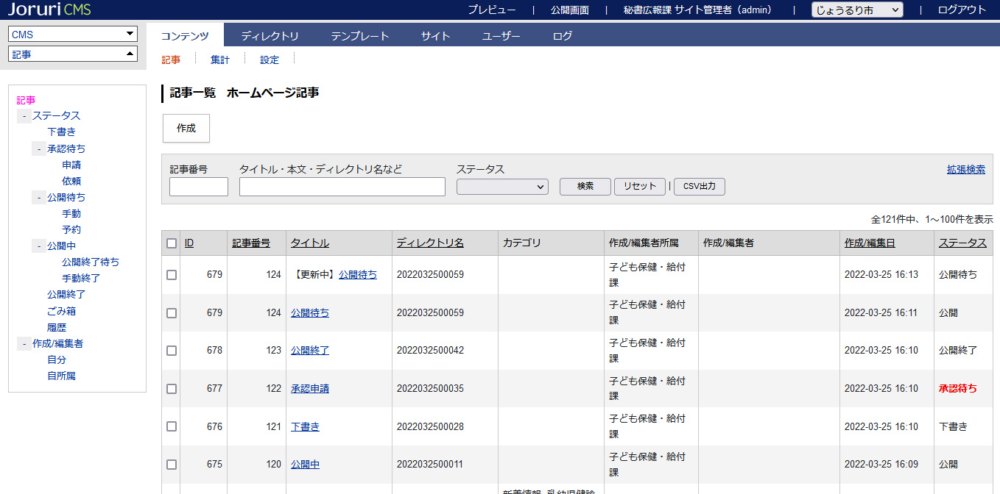 Joruri CMS
プレビュー | 公開画面 | 秘書広報課 サイト管理者（admin） | じょうるり市 | ログアウト
CMS
記事
コンテンツ ディレクトリ テンプレート サイト ユーザー ログ
記事 集計 設定
記事
- ステータス
下書き
- 承認待ち
申請
依頼
- 公開待ち
手動
予約
- 公開中
公開終了待ち
手動終了
公開終了
ごみ箱
履歴
- 作成/編集者
自分
自所属
記事一覧 ホームページ記事
作成
記事番号 タイトル・本文・ディレクトリ名など ステータス 拡張検索
検索 リセット | CSV出力
全121件中、1～100件を表示
ID 記事番号 タイトル ディレクトリ名 カテゴリ 作成/編集者所属 作成/編集者 作成/編集日 ステータス
679 124 【更新中】公開待ち 2022032500059 子ども保健・給付課 2022-03-25 16:13 公開待ち
679 124 公開待ち 2022032500059 子ども保健・給付課 2022-03-25 16:11 公開
678 123 公開終了 2022032500042 子ども保健・給付課 2022-03-25 16:10 公開終了
677 122 承認申請 2022032500035 子ども保健・給付課 2022-03-25 16:10 承認待ち
676 121 下書き 2022032500028 子ども保健・給付課 2022-03-25 16:10 下書き
675 120 公開中 2022032500011 子ども保健・給付課 2022-03-25 16:09 公開